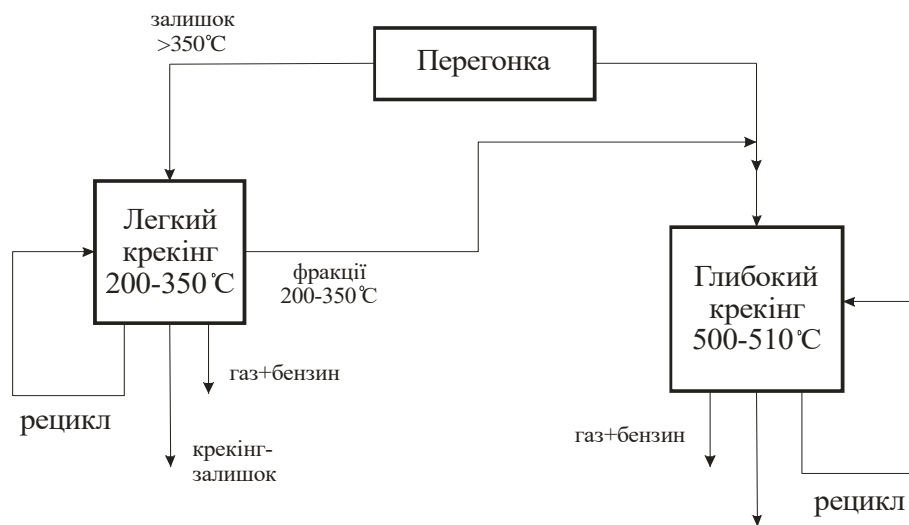 залишок
>350℃
Перегонка
Легкий
крекінг
200-350℃
фракції
200-350℃
Глибокий
крекінг
500-510℃
газ+бензин
рецикл
крекінг-
залишок
газ+бензин
рецикл